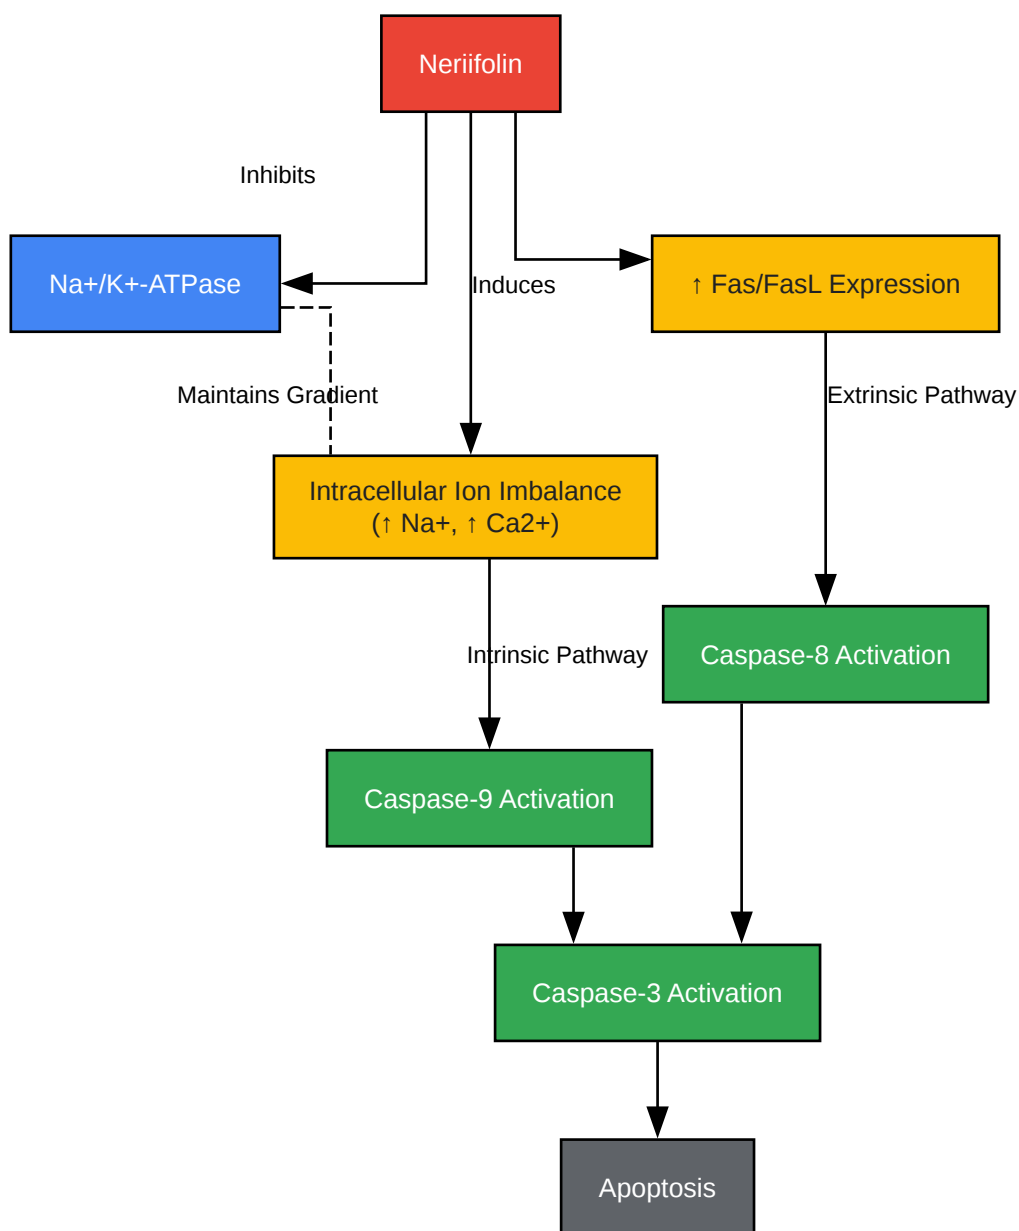 Neriifolin
Inhibits
Na+/K+-ATPase
Induces
↑ Fas/FasL Expression
Maintains Gradient
Extrinsic Pathway
Intracellular Ion Imbalance
(↑ Na+, ↑ Ca2+)
Intrinsic Pathway
Caspase-8 Activation
Caspase-9 Activation
Caspase-3 Activation
Apoptosis